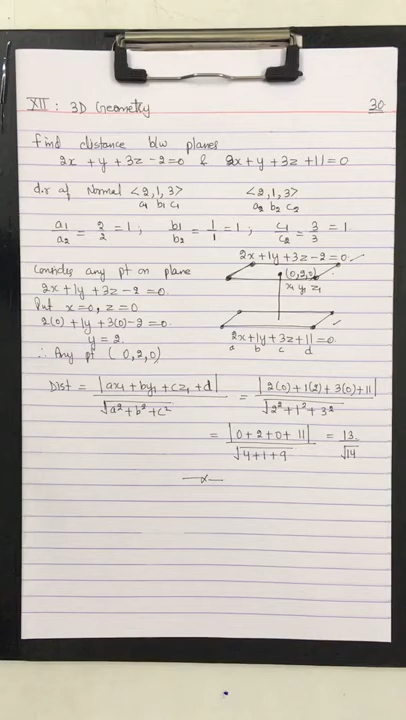 XII : 3D Geometry 30
find distance b/w planes
2x + y + 3z - 2 = 0 & 2x + y + 3z + 11 = 0
d.r of Normal <2, 1, 3> <2, 1, 3>
a₁ b₁ c₁ a₂ b₂ c₂
a₁/a₂ = 2/2 = 1 ; b₁/b₂ = 1/1 = 1 ; c₁/c₂ = 3/3 = 1
2x + 1y + 3z - 2 = 0
Consider any pt on plane (0, 2, 0)
x₁ y₁ z₁
2x + 1y + 3z - 2 = 0
Put x = 0, z = 0
2(0) + 1y + 3(0) - 2 = 0
y = 2
2x + 1y + 3z + 11 = 0
a b c d
∴ Any pt (0, 2, 0)
Dist = |ax₁ + by₁ + cz₁ + d| / √a² + b² + c² = |2(0) + 1(2) + 3(0) + 11| / √2² + 1² + 3²
= |0 + 2 + 0 + 11| / √4 + 1 + 9 = 13 / √14
—x—